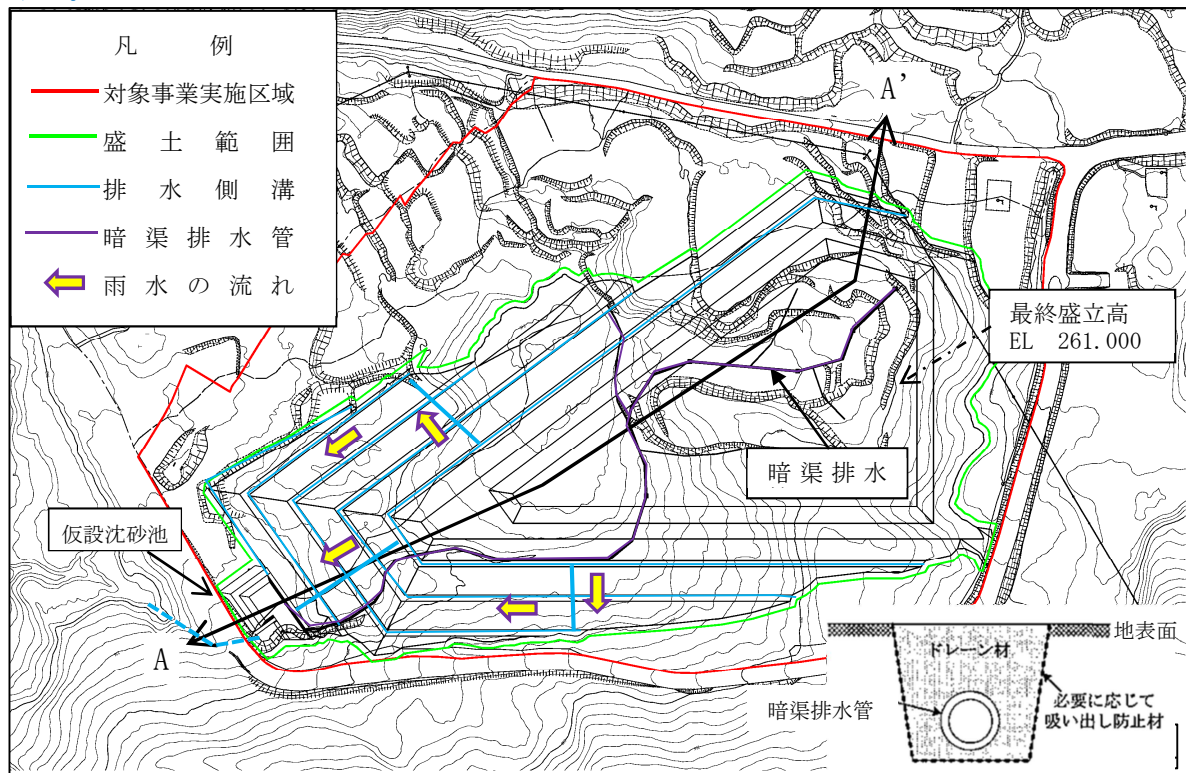 凡例
対象事業実施区域
盛土範囲
排水側溝
暗渠排水管
雨水の流れ
A'
最終盛立高
EL 261.000
暗渠排水
仮設沈砂池
A
地表面
ドレーン材
暗渠排水管
必要に応じて
吸い出し防止材